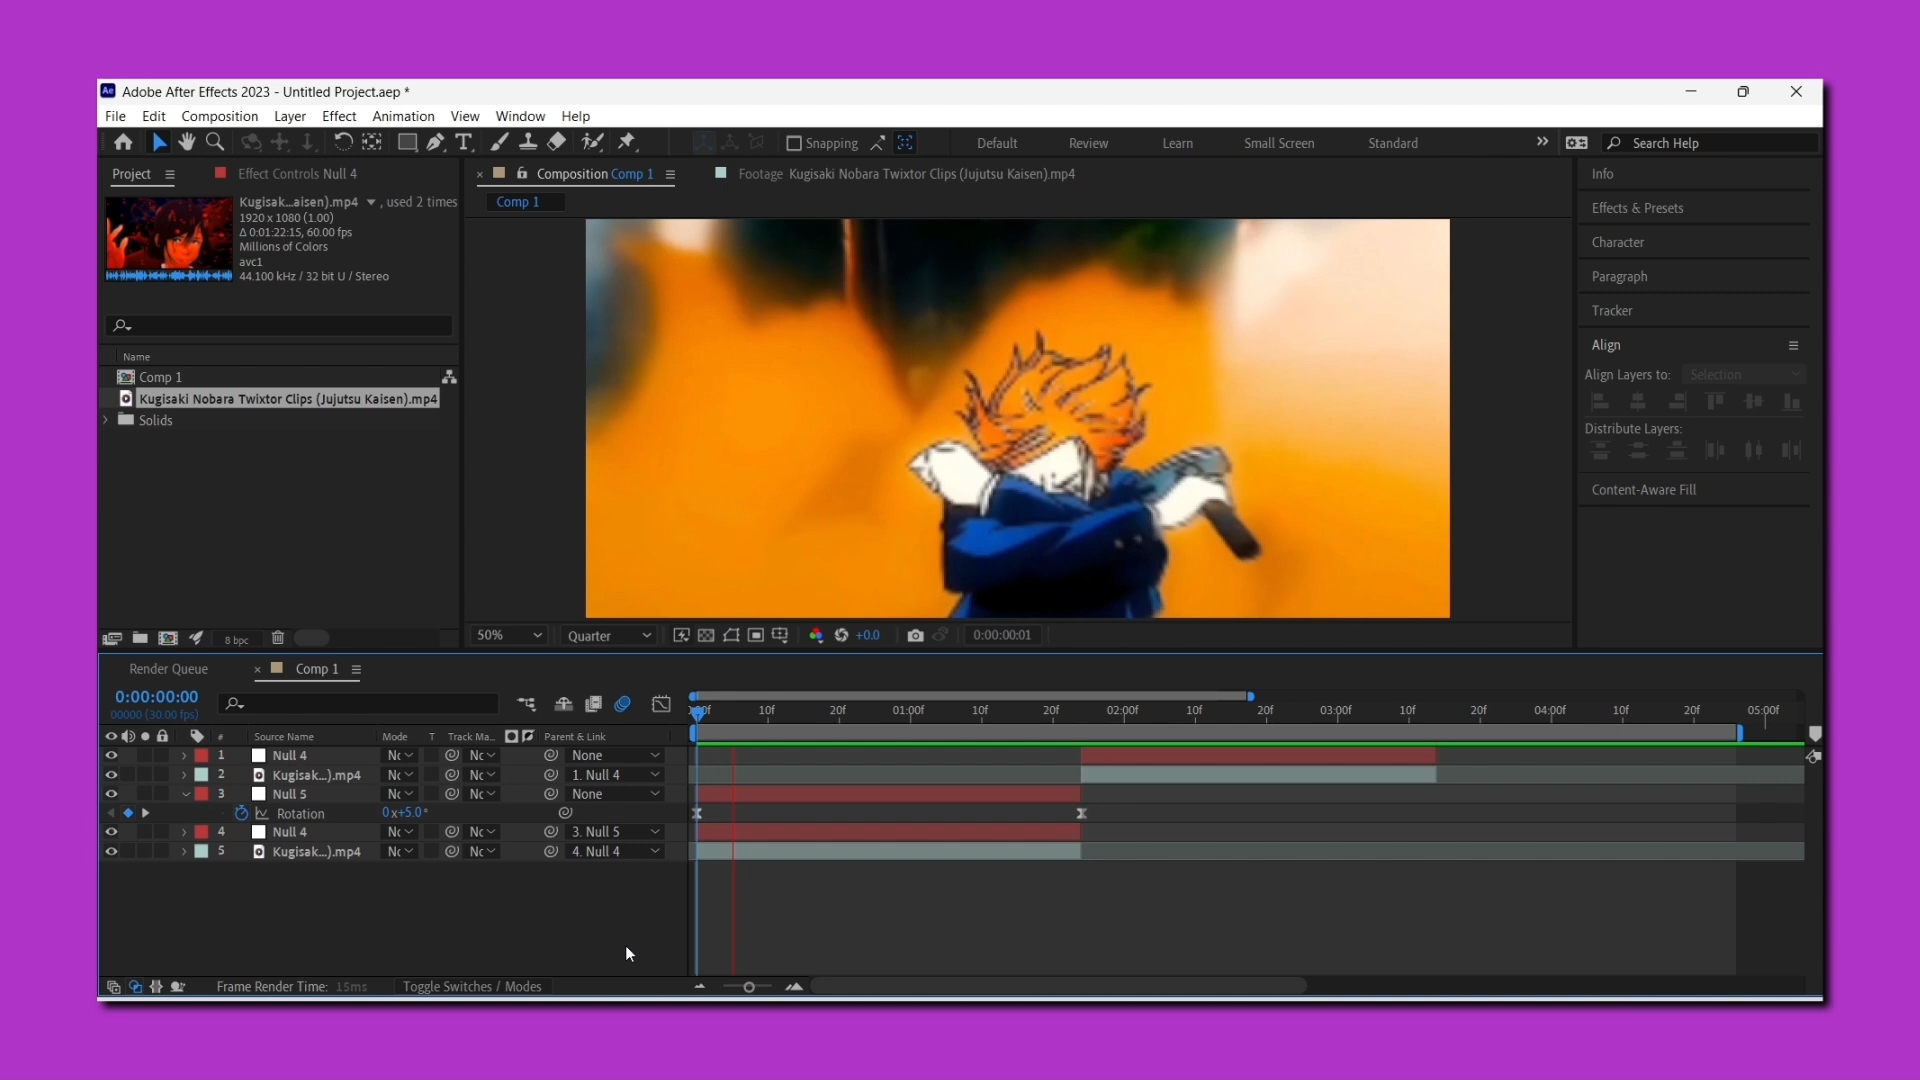 Ae Adobe After Effects 2023 - Untitled Project.aep *
File Edit Composition Layer Effect Animation View Window Help
Snapping Default Review Learn Small Screen Standard Search Help
Project Effect Controls Null 4
Composition Comp 1 Footage Kugisaki Nobara Twixtor Clips (Jujutsu Kaisen).mp4
Comp 1
Kugisak...aisen).mp4 , used 2 times
1920 x 1080 (1.00)
Δ 0:01:22:15, 60.00 fps
Millions of Colors
avc1
44.100 kHz / 32 bit U / Stereo
Name
Comp 1
Kugisaki Nobara Twixtor Clips (Jujutsu Kaisen).mp4
Solids
8 bpc
50% Quarter +0.0 0:00:00:01
Info
Effects & Presets
Character
Paragraph
Tracker
Align
Align Layers to: Selection
Distribute Layers:
Content-Aware Fill
Render Queue Comp 1
0:00:00:00
00000 (30.00 fps)
10f 20f 01:00f 10f 20f 02:00f 10f 20f 03:00f 10f 20f 04:00f 10f 20f 05:00f
# Source Name Mode T Track Ma... Parent & Link
1 Null 4 Nc Nc None
2 Kugisak...).mp4 Nc Nc 1. Null 4
3 Null 5 Nc Nc None
Rotation 0x+5.0°
4 Null 4 Nc Nc 3. Null 5
5 Kugisak...).mp4 Nc Nc 4. Null 4
Frame Render Time: 15ms Toggle Switches / Modes